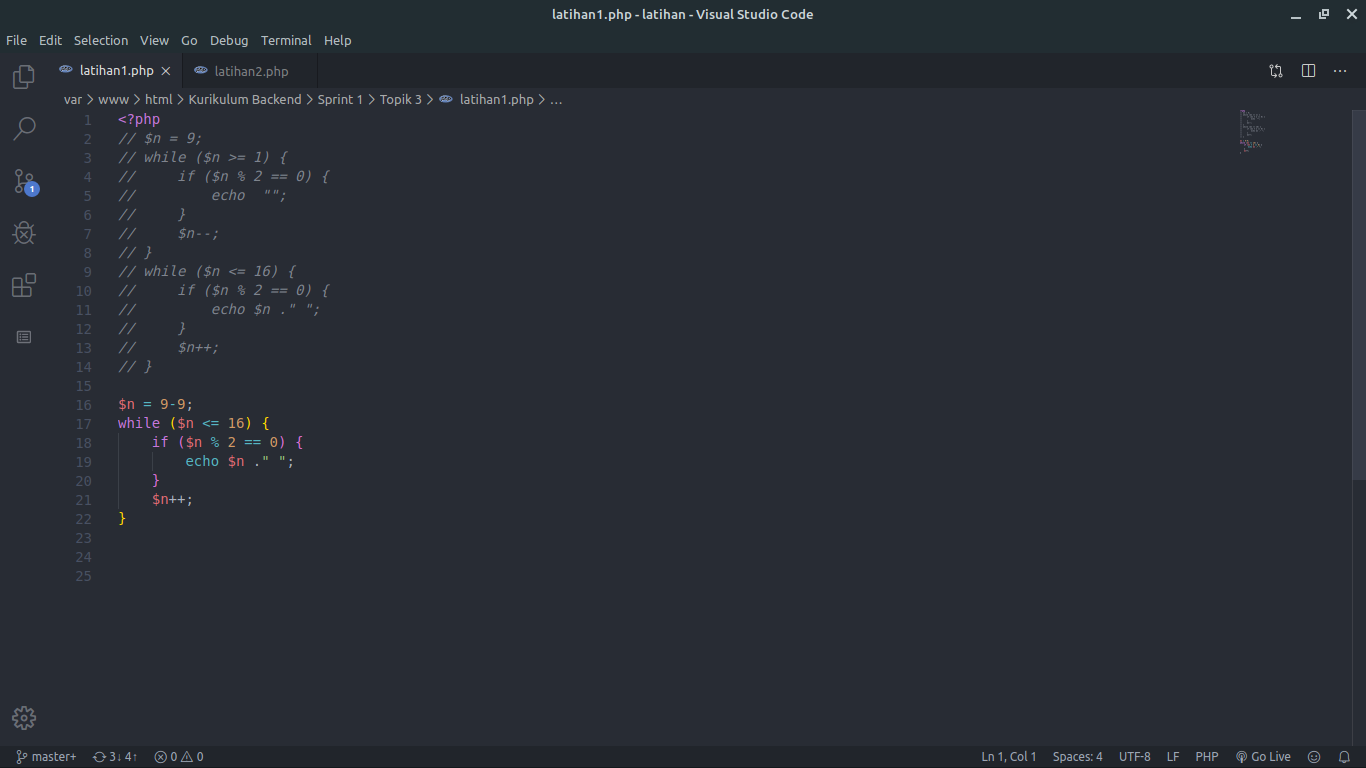 latihan1.php - latihan - Visual Studio Code
File Edit Selection View Go Debug Terminal Help
latihan1.php latihan2.php
var > www > html > Kurikulum Backend > Sprint 1 > Topik 3 > latihan1.php > ...
1 <?php
2 // $n = 9;
3 // while ($n >= 1) {
4 //     if ($n % 2 == 0) {
5 //         echo  "";
6 //     }
7 //     $n--;
8 // }
9 // while ($n <= 16) {
10 //     if ($n % 2 == 0) {
11 //         echo $n ." ";
12 //     }
13 //     $n++;
14 // }
15
16 $n = 9-9;
17 while ($n <= 16) {
18     if ($n % 2 == 0) {
19         echo $n ." ";
20     }
21     $n++;
22 }
23
24
25
1
master+ 3↓ 4↑ 0 0 Ln 1, Col 1 Spaces: 4 UTF-8 LF PHP Go Live